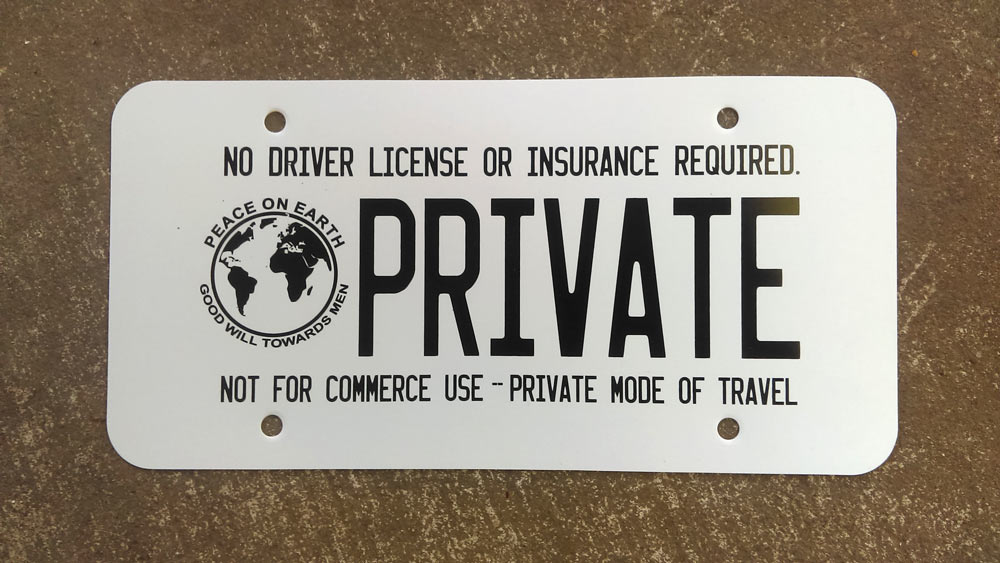 NO DRIVER LICENSE OR INSURANCE REQUIRED.
PEACE ON EARTH
GOOD WILL TOWARDS MEN
PRIVATE
NOT FOR COMMERCE USE -- PRIVATE MODE OF TRAVEL